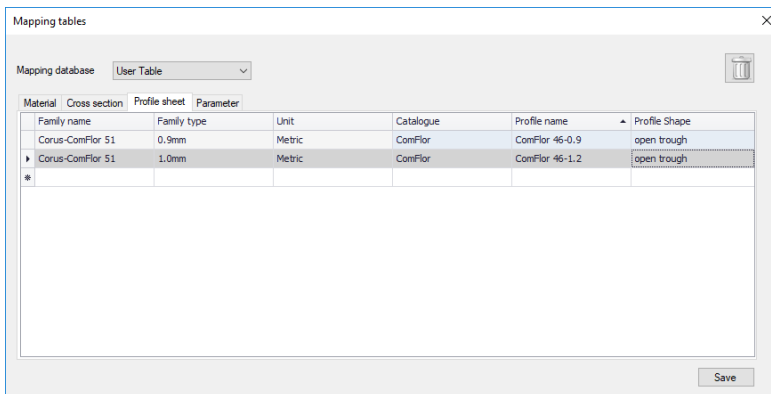 Mapping tables
Mapping database User Table
Material Cross section Profile sheet Parameter
Family name Family type Unit Catalogue Profile name Profile Shape
Corus-ComFlor 51 0.9mm Metric ComFlor ComFlor 46-0.9 open trough
Corus-ComFlor 51 1.0mm Metric ComFlor ComFlor 46-1.2 open trough
Save